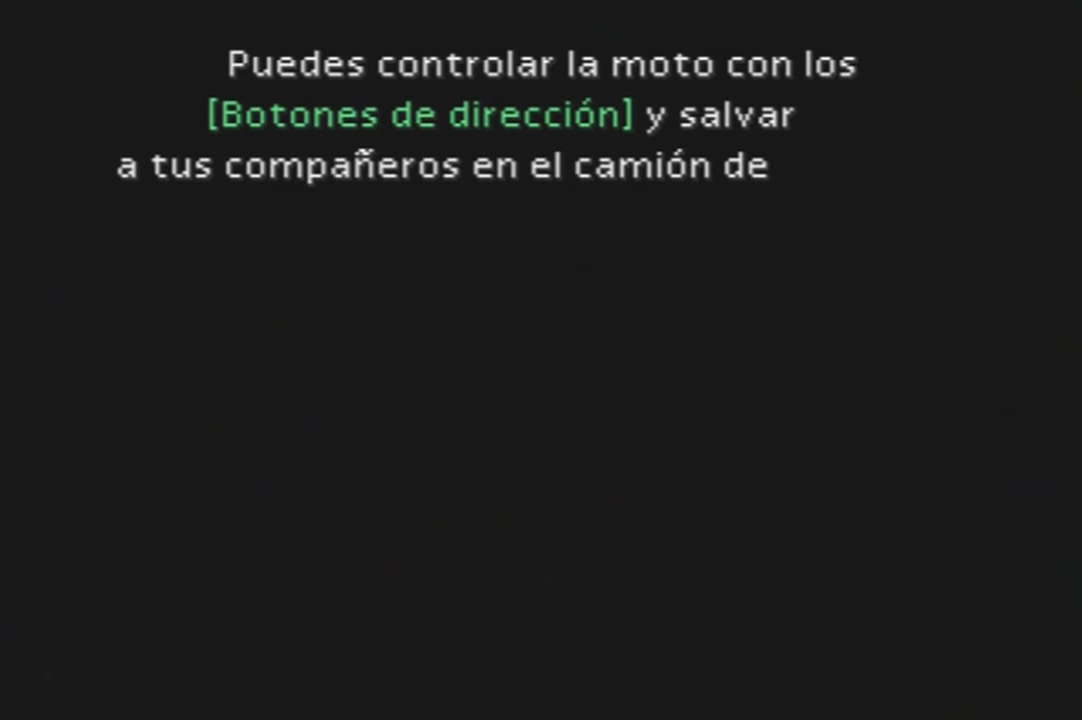 Puedes controlar la moto con los
[Botones de dirección] y salvar
a tus compañeros en el camión de